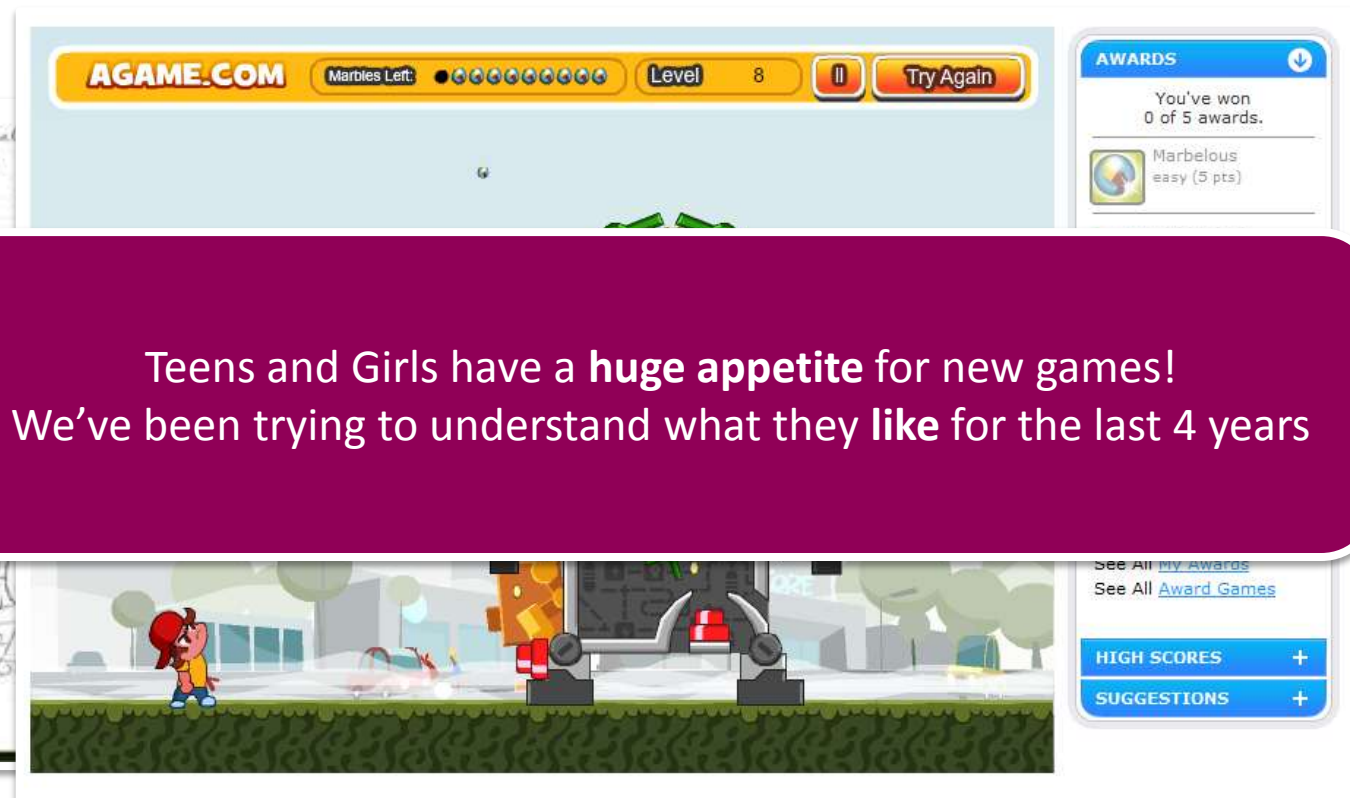 AGAME.COM
Marbles Left:
Level 8
Try Again
AWARDS
You've won
0 of 5 awards.
Marbelous
easy (5 pts)
Teens and Girls have a huge appetite for new games!
We’ve been trying to understand what they like for the last 4 years
See All My Awards
See All Award Games
HIGH SCORES +
SUGGESTIONS +